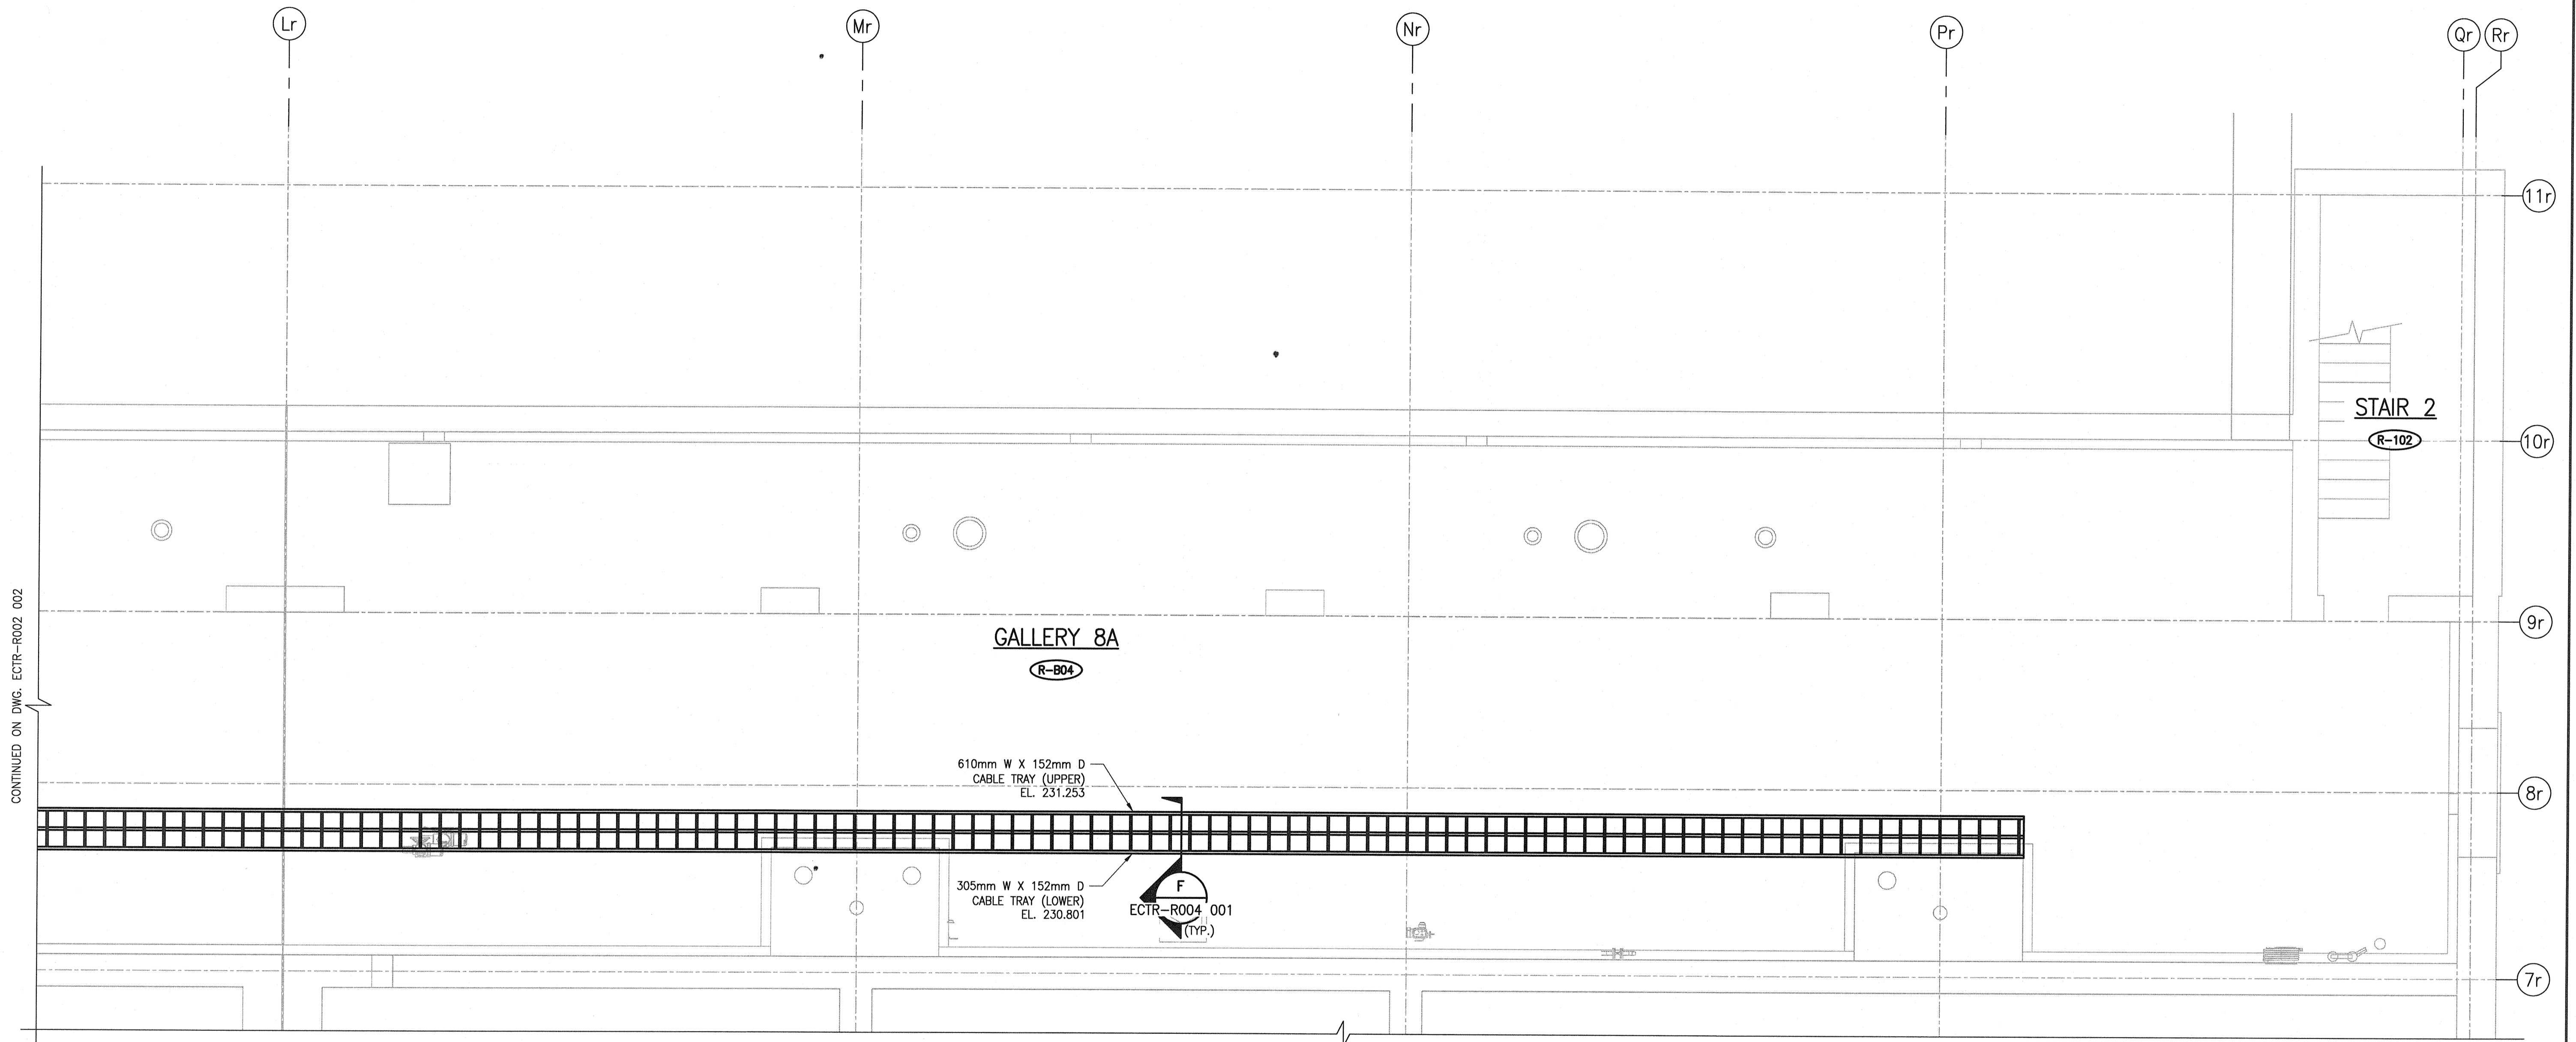 Lr
Mr
Nr
Pr
Qr
Rr
11r
STAIR 2
R-102
10r
9r
GALLERY 8A
R-B04
CONTINUED ON DWG. ECTR-R002 002
610mm W X 152mm D
CABLE TRAY (UPPER)
EL. 231.253
8r
305mm W X 152mm D
CABLE TRAY (LOWER)
EL. 230.801
F
ECTR-R004 001
(TYP.)
7r